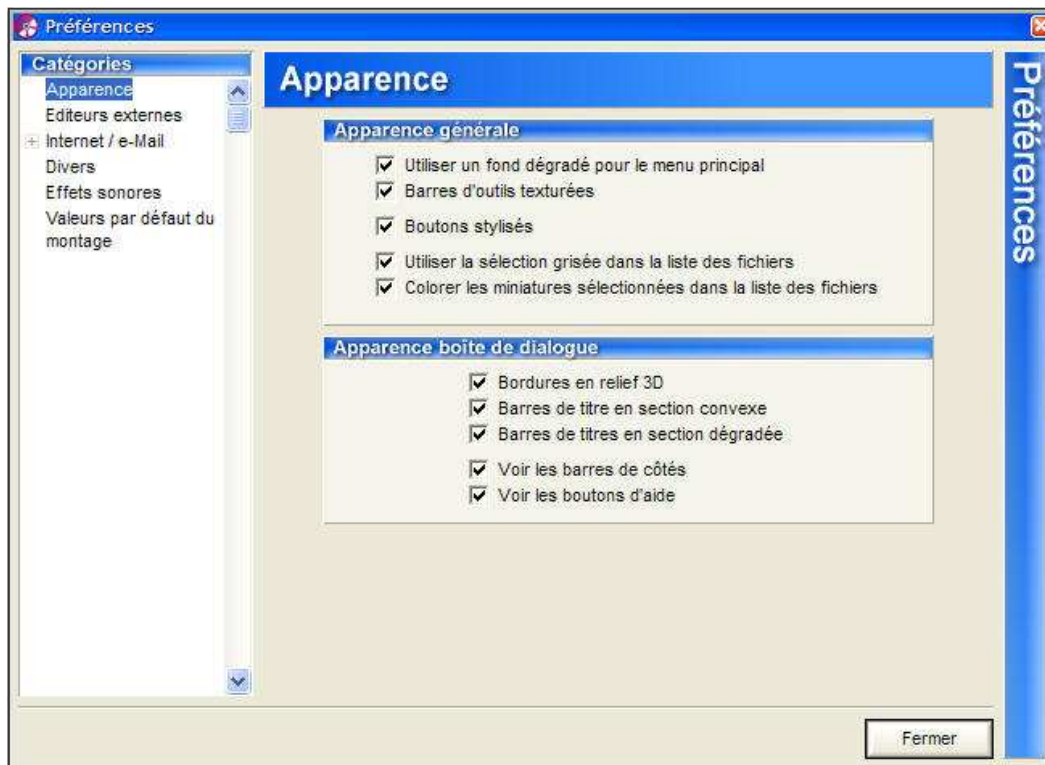 Préférences
Catégories
Apparence
Editeurs externes
Internet / e-Mail
Divers
Effets sonores
Valeurs par défaut du
montage
Apparence
Apparence générale
Utiliser un fond dégradé pour le menu principal
Barres d'outils texturées
Boutons stylisés
Utiliser la sélection grisée dans la liste des fichiers
Colorer les miniatures sélectionnées dans la liste des fichiers
Apparence boîte de dialogue
Bordures en relief 3D
Barres de titre en section convexe
Barres de titres en section dégradée
Voir les barres de côtés
Voir les boutons d'aide
Préférences
Fermer